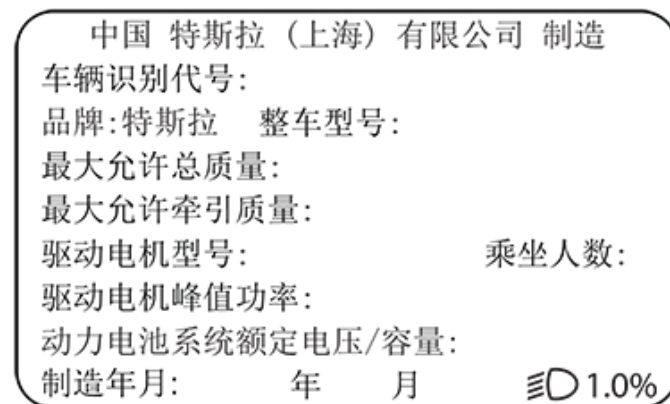 中国 特斯拉 (上海) 有限公司 制造
车辆识别代号:
品牌:特斯拉 整车型号:
最大允许总质量:
最大允许牵引质量:
驱动电机型号: 乘坐人数:
驱动电机峰值功率:
动力电池系统额定电压/容量:
制造年月: 年 月 1.0%